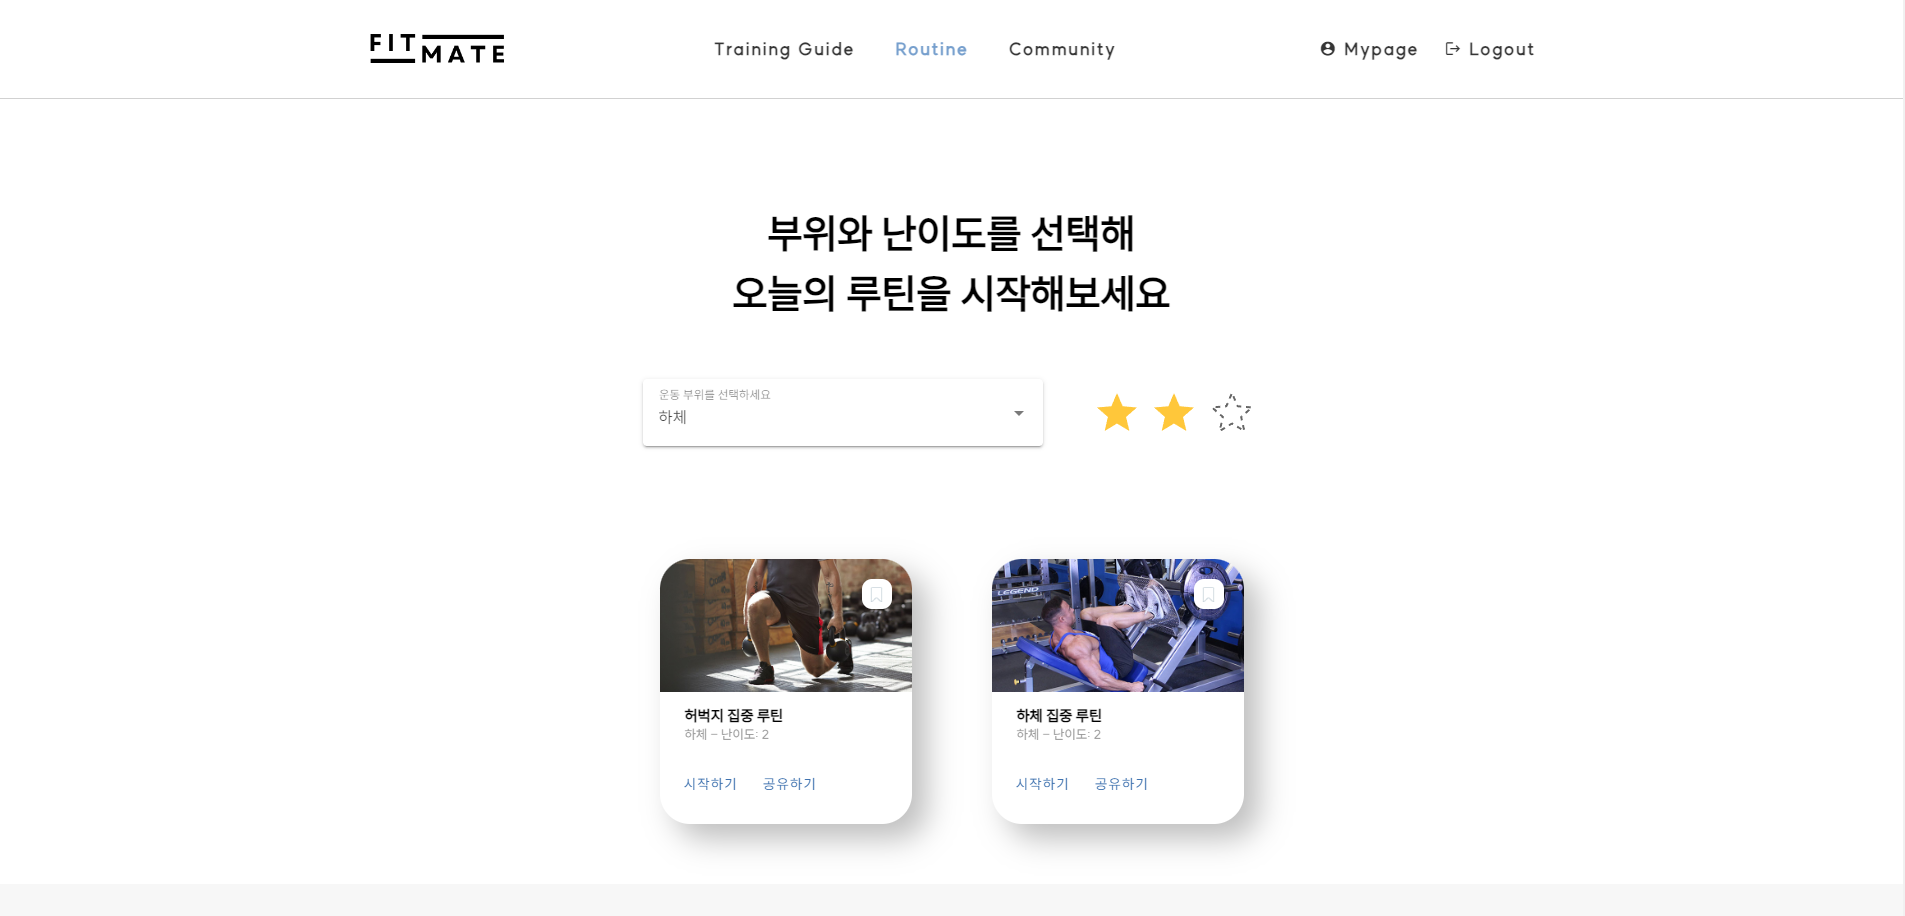 FIT MATE
Training Guide
Routine
Community
Mypage
Logout
부위와 난이도를 선택해
오늘의 루틴을 시작해보세요
운동 부위를 선택하세요
하체
LEGEND
허벅지 집중 루틴
하체 - 난이도: 2
시작하기
공유하기
하체 집중 루틴
하체 - 난이도: 2
시작하기
공유하기